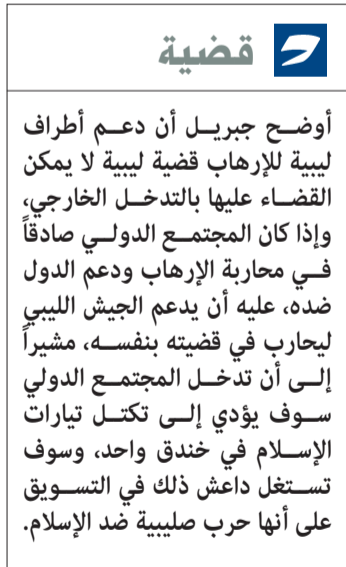 قضية
أوضح جبريل أن دعم أطراف
ليبية للإرهاب قضية ليبية لا يمكن
القضاء عليها بالتدخل الخارجي،
وإذا كان المجتمع الدولي صادقاً
في محاربة الإرهاب ودعم الدول
ضده، عليه أن يدعم الجيش الليبي
ليحارب في قضيته بنفسه، مشيراً
إلى أن تدخل المجتمع الدولي
سوف يؤدي إلى تكتل تيارات
الإسلام في خندق واحد، وسوف
تستغل داعش ذلك في التسويق
على أنها حرب صليبية ضد الإسلام.